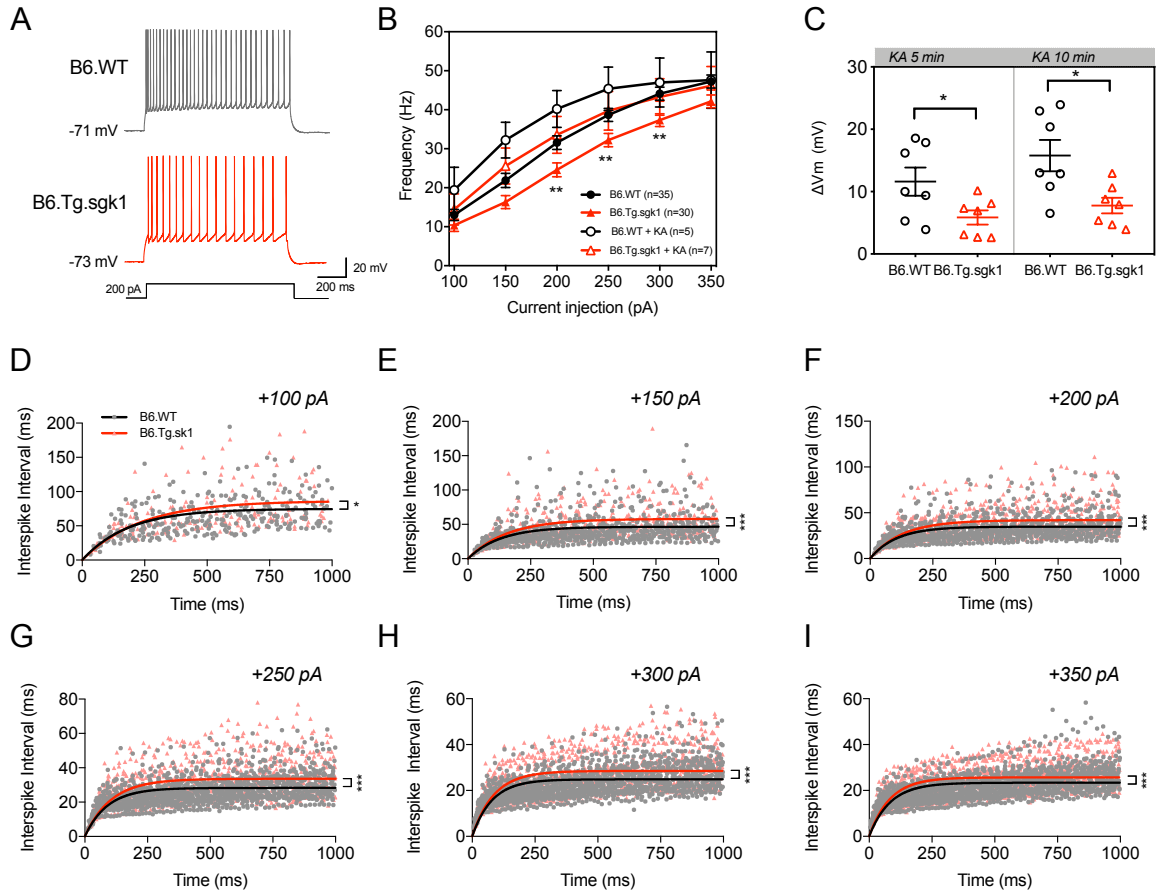 A
B6.WT
-71 mV
B6.Tg.sgk1
-73 mV
20 mV
200 ms
200 pA
B
Frequency (Hz)
60
50
40
30
20
10
0
**
**
**
B6.WT (n=35)
B6.Tg.sgk1 (n=30)
B6.WT + KA (n=5)
B6.Tg.sgk1 + KA (n=7)
100 150 200 250 300 350
Current injection (pA)
C
KA 5 min KA 10 min
ΔVm (mV)
30
20
10
0
*
*
B6.WT B6.Tg.sgk1 B6.WT B6.Tg.sgk1
D
+100 pA
B6.WT
B6.Tg.sk1
Interspike Interval (ms)
200
150
100
50
0
*
0 250 500 750 1000
Time (ms)
E
+150 pA
Interspike Interval (ms)
200
150
100
50
0
***
0 250 500 750 1000
Time (ms)
F
+200 pA
Interspike Interval (ms)
150
100
50
0
***
0 250 500 750 1000
Time (ms)
G
+250 pA
Interspike Interval (ms)
80
60
40
20
0
***
0 250 500 750 1000
Time (ms)
H
+300 pA
Interspike Interval (ms)
60
40
20
0
***
0 250 500 750 1000
Time (ms)
I
+350 pA
Interspike Interval (ms)
60
40
20
0
***
0 250 500 750 1000
Time (ms)